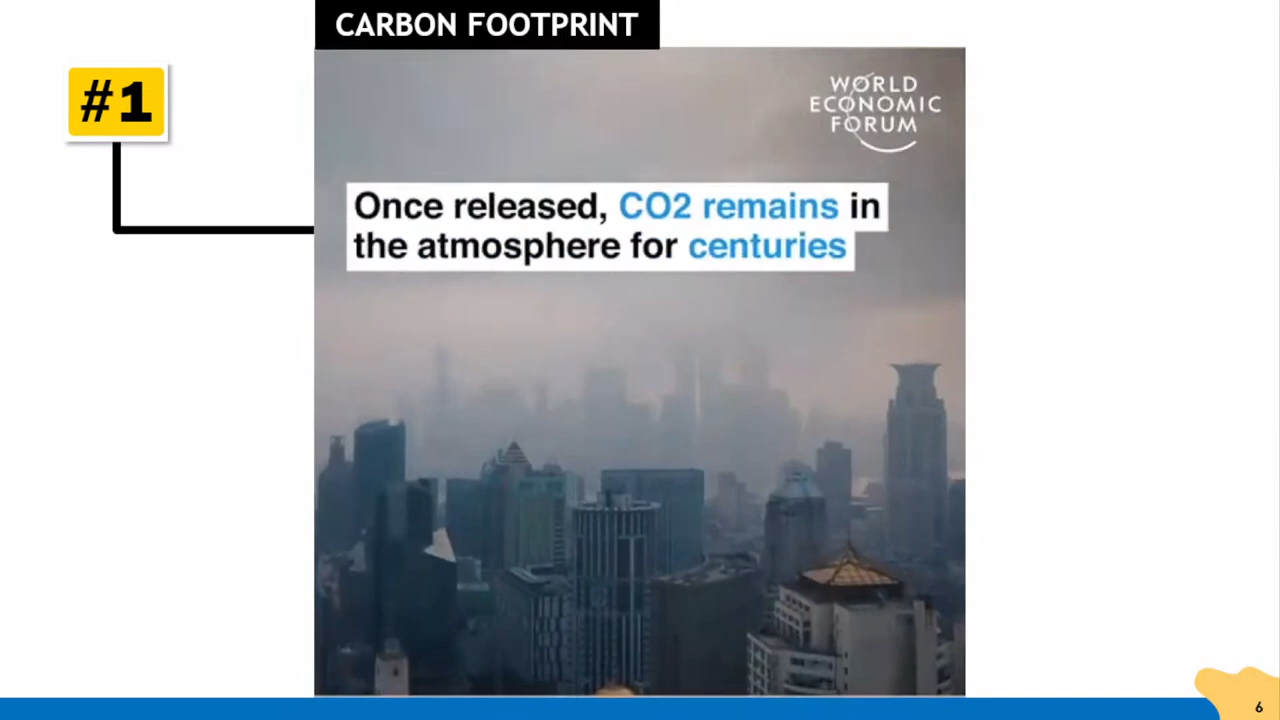 CARBON FOOTPRINT
#1
WORLD
ECONOMIC
FORUM
Once released, CO2 remains in
the atmosphere for centuries
6